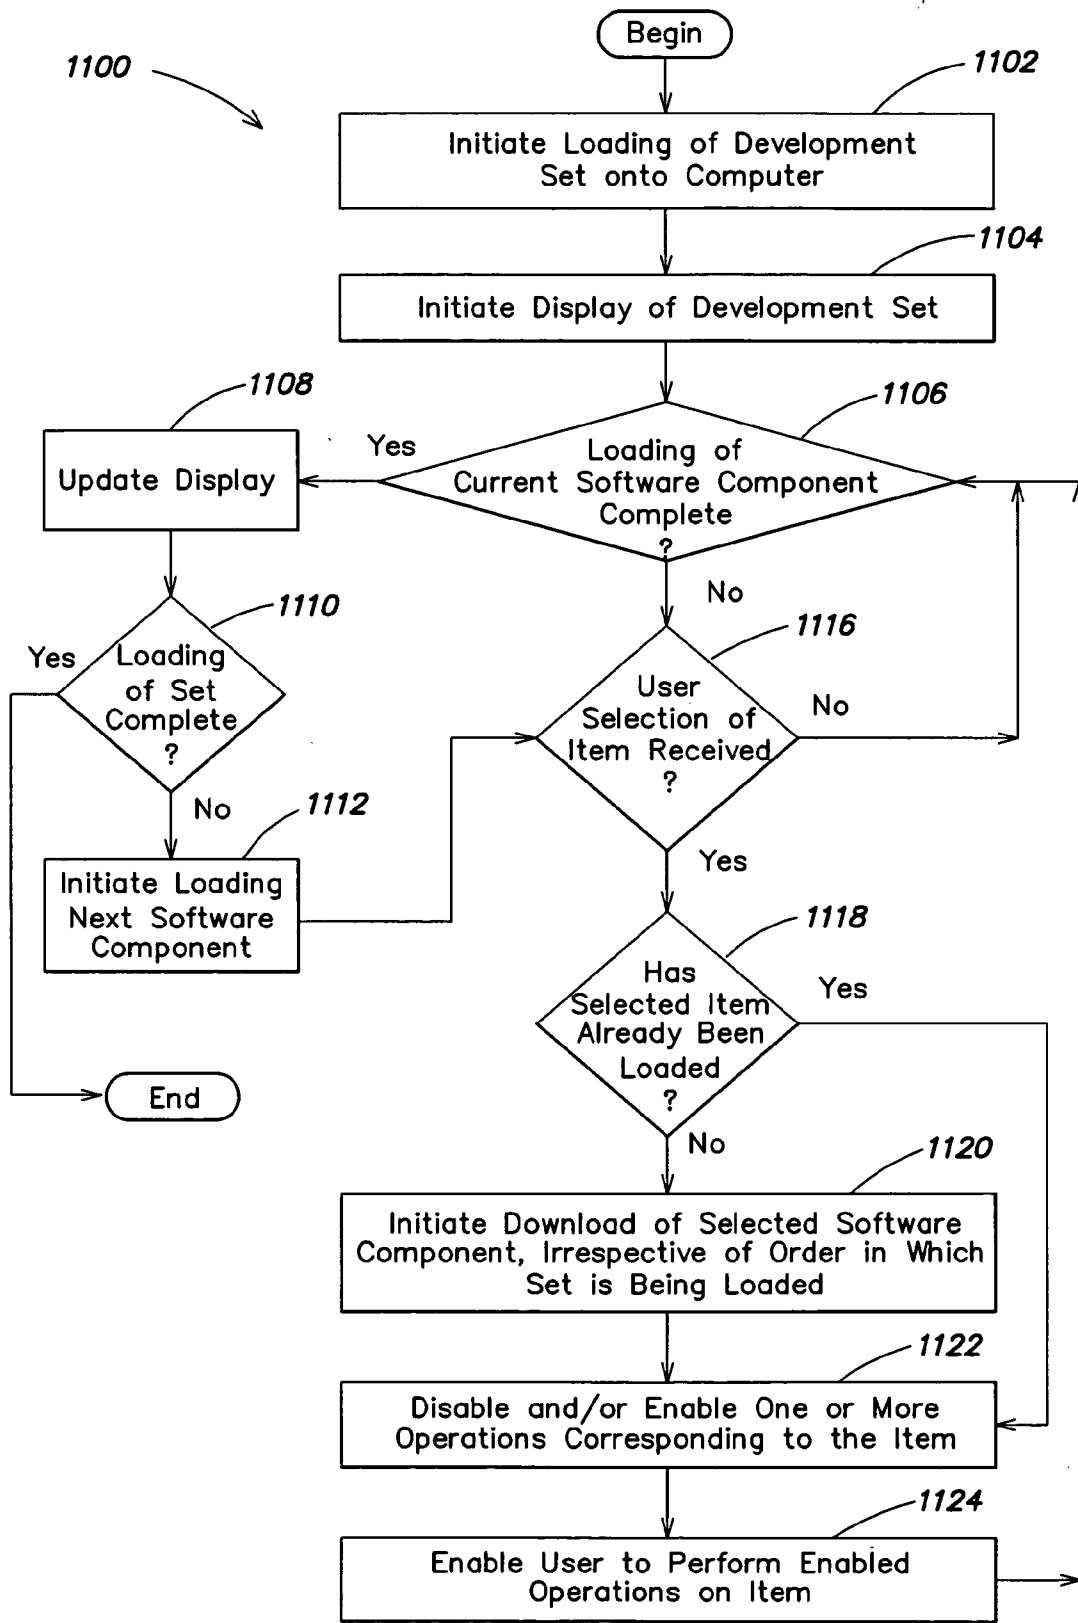 Begin
1100
1102
Initiate Loading of Development
Set onto Computer
1104
Initiate Display of Development Set
1108
1106
Yes
Update Display
Loading of
Current Software Component
Complete
?
No
1110
1116
Yes
Loading
of Set
Complete
?
User
Selection of
Item Received
?
No
No
1112
Yes
Initiate Loading
Next Software
Component
1118
Has
Selected Item
Already Been
Loaded
?
Yes
End
No
1120
Initiate Download of Selected Software
Component, Irrespective of Order in Which
Set is Being Loaded
1122
Disable and/or Enable One or More
Operations Corresponding to the Item
1124
Enable User to Perform Enabled
Operations on Item